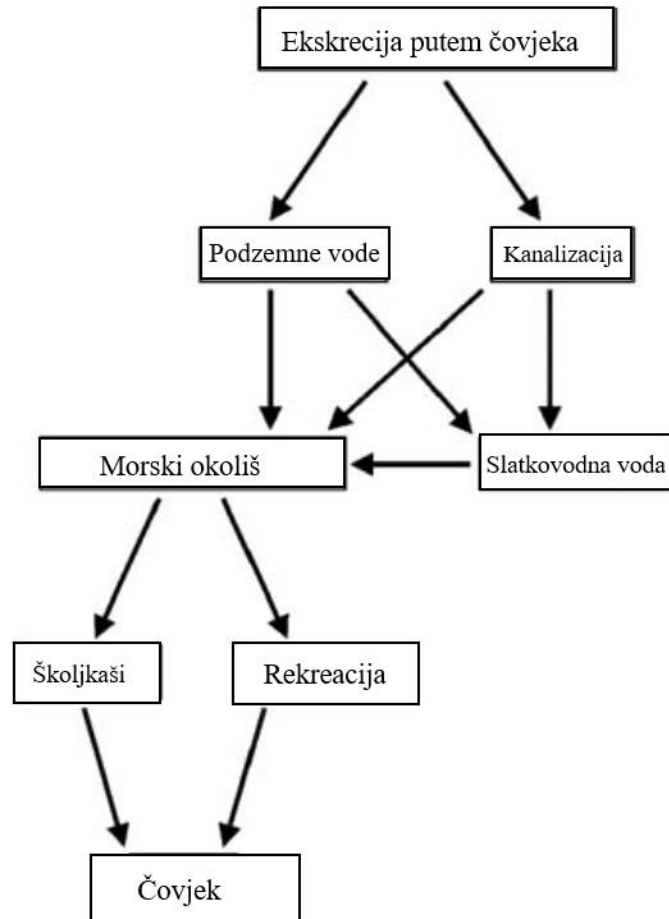 Ekskrecija putem čovjeka
Podzemne vode
Kanalizacija
Morski okoliš
Slatkovodna voda
Školjkaši
Rekreacija
Čovjek